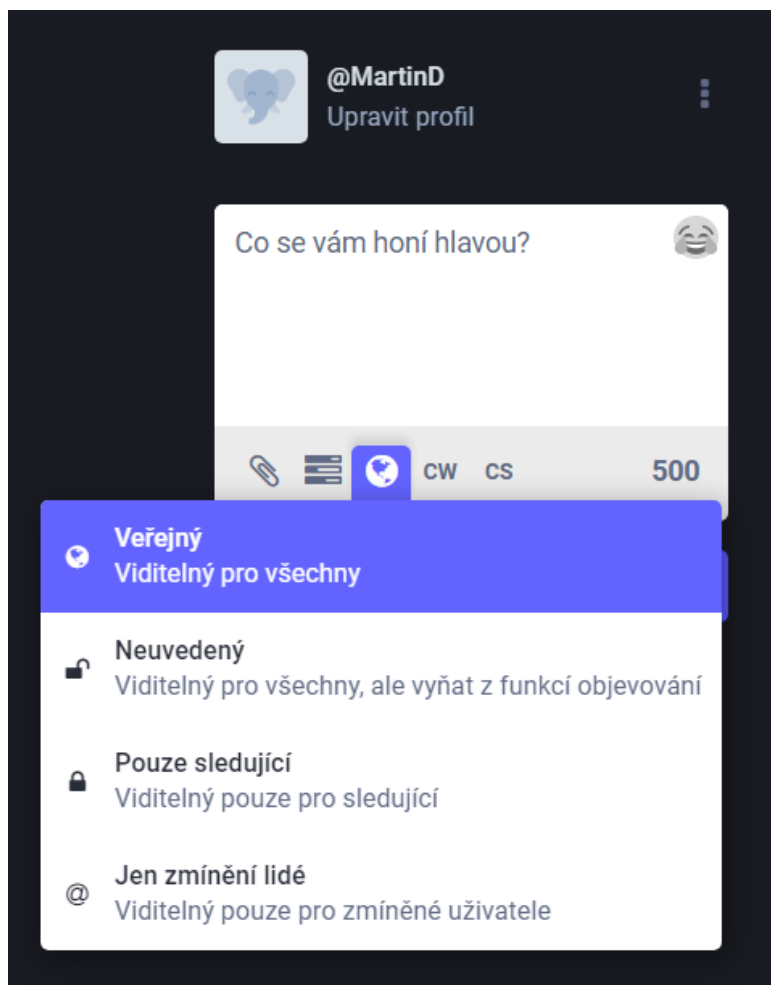 @MartinD
Upravit profil
Co se vám honí hlavou?
CW CS 500
Veřejný
Viditelný pro všechny
Neuvedený
Viditelný pro všechny, ale vyňat z funkcí objevování
Pouze sledující
Viditelný pouze pro sledující
@ Jen zmínění lidé
Viditelný pouze pro zmíněné uživatele